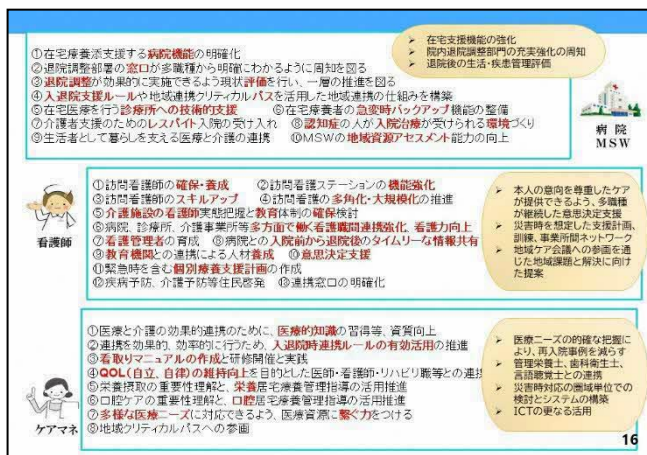 ①在宅療養添支援する病院機能の明確化
②退院調整部署の窓口が多職種から明確にわかるように周知を図る
③退院調整が効果的に実施できるよう現状評価を行い、一層の推進を図る
④入退院支援ルールや地域連携クリティカルパスを活用した地域連携の仕組みを構築
⑤在宅医療を行う診療所への技術的支援 ⑥在宅療養者の急変時バックアップ機能の整備
⑦介護者支援のためのレスパイト入院の受け入れ ⑧認知症の人が入院治療が受けられる環境づくり
⑨生活者として暮らしを支える医療と介護の連携 ⑩MSWの地域資源アセスメント能力の向上
➢ 在宅支援機能の強化
➢ 院内退院調整部門の充実強化の周知
➢ 退院後の生活・疾患管理評価
病院
MSW
①訪問看護師の確保・養成 ②訪問看護ステーションの機能強化
③訪問看護師のスキルアップ ④訪問看護の多角化・大規模化の推進
⑤介護施設の看護師実態把握と教育体制の確保検討
⑥病院、診療所、介護事業所等多方面で働く看護職間連携強化、看護力向上
⑦看護管理者の育成 ⑧病院との入院前から退院後のタイムリーな情報共有
⑨教育機関との連携による人材養成 ⑩意思決定支援
⑪緊急時を含む個別療養支援計画の作成
⑫疾病予防、介護予防等住民啓発 ⑬連携窓口の明確化
看護師
➢ 本人の意向を尊重したケア
が提供できるよう、多職種
が継続した意思決定支援
➢ 災害時を想定した支援計画、
訓練、事業所間ネットワーク
➢ 地域ケア会議への参画を通
じた地域課題と解決に向け
た提案
①医療と介護の効果的連携のために、医療的知識の習得等、資質向上
②連携を効果的、効率的に行うため、入退院時連携ルールの有効活用の推進
③看取りマニュアルの作成と研修開催と実践
④QOL(自立、自律)の維持向上を目的とした医師・看護師・リハビリ職等との連携
⑤栄養摂取の重要性理解と、栄養居宅療養管理指導の活用推進
⑥口腔ケアの重要性理解と、口腔居宅療養管理指導の活用推進
⑦多様な医療ニーズに対応できるよう、医療資源に繋ぐ力をつける
⑧地域クリティカルパスへの参画
ケアマネ
➢ 医療ニーズの的確な把握
により、再入院事例を減らす
➢ 管理栄養士、歯科衛生士、
言語聴覚士との連携
➢ 災害時対応の圏域単位での
検討とシステムの構築
➢ ICTの更なる活用
16